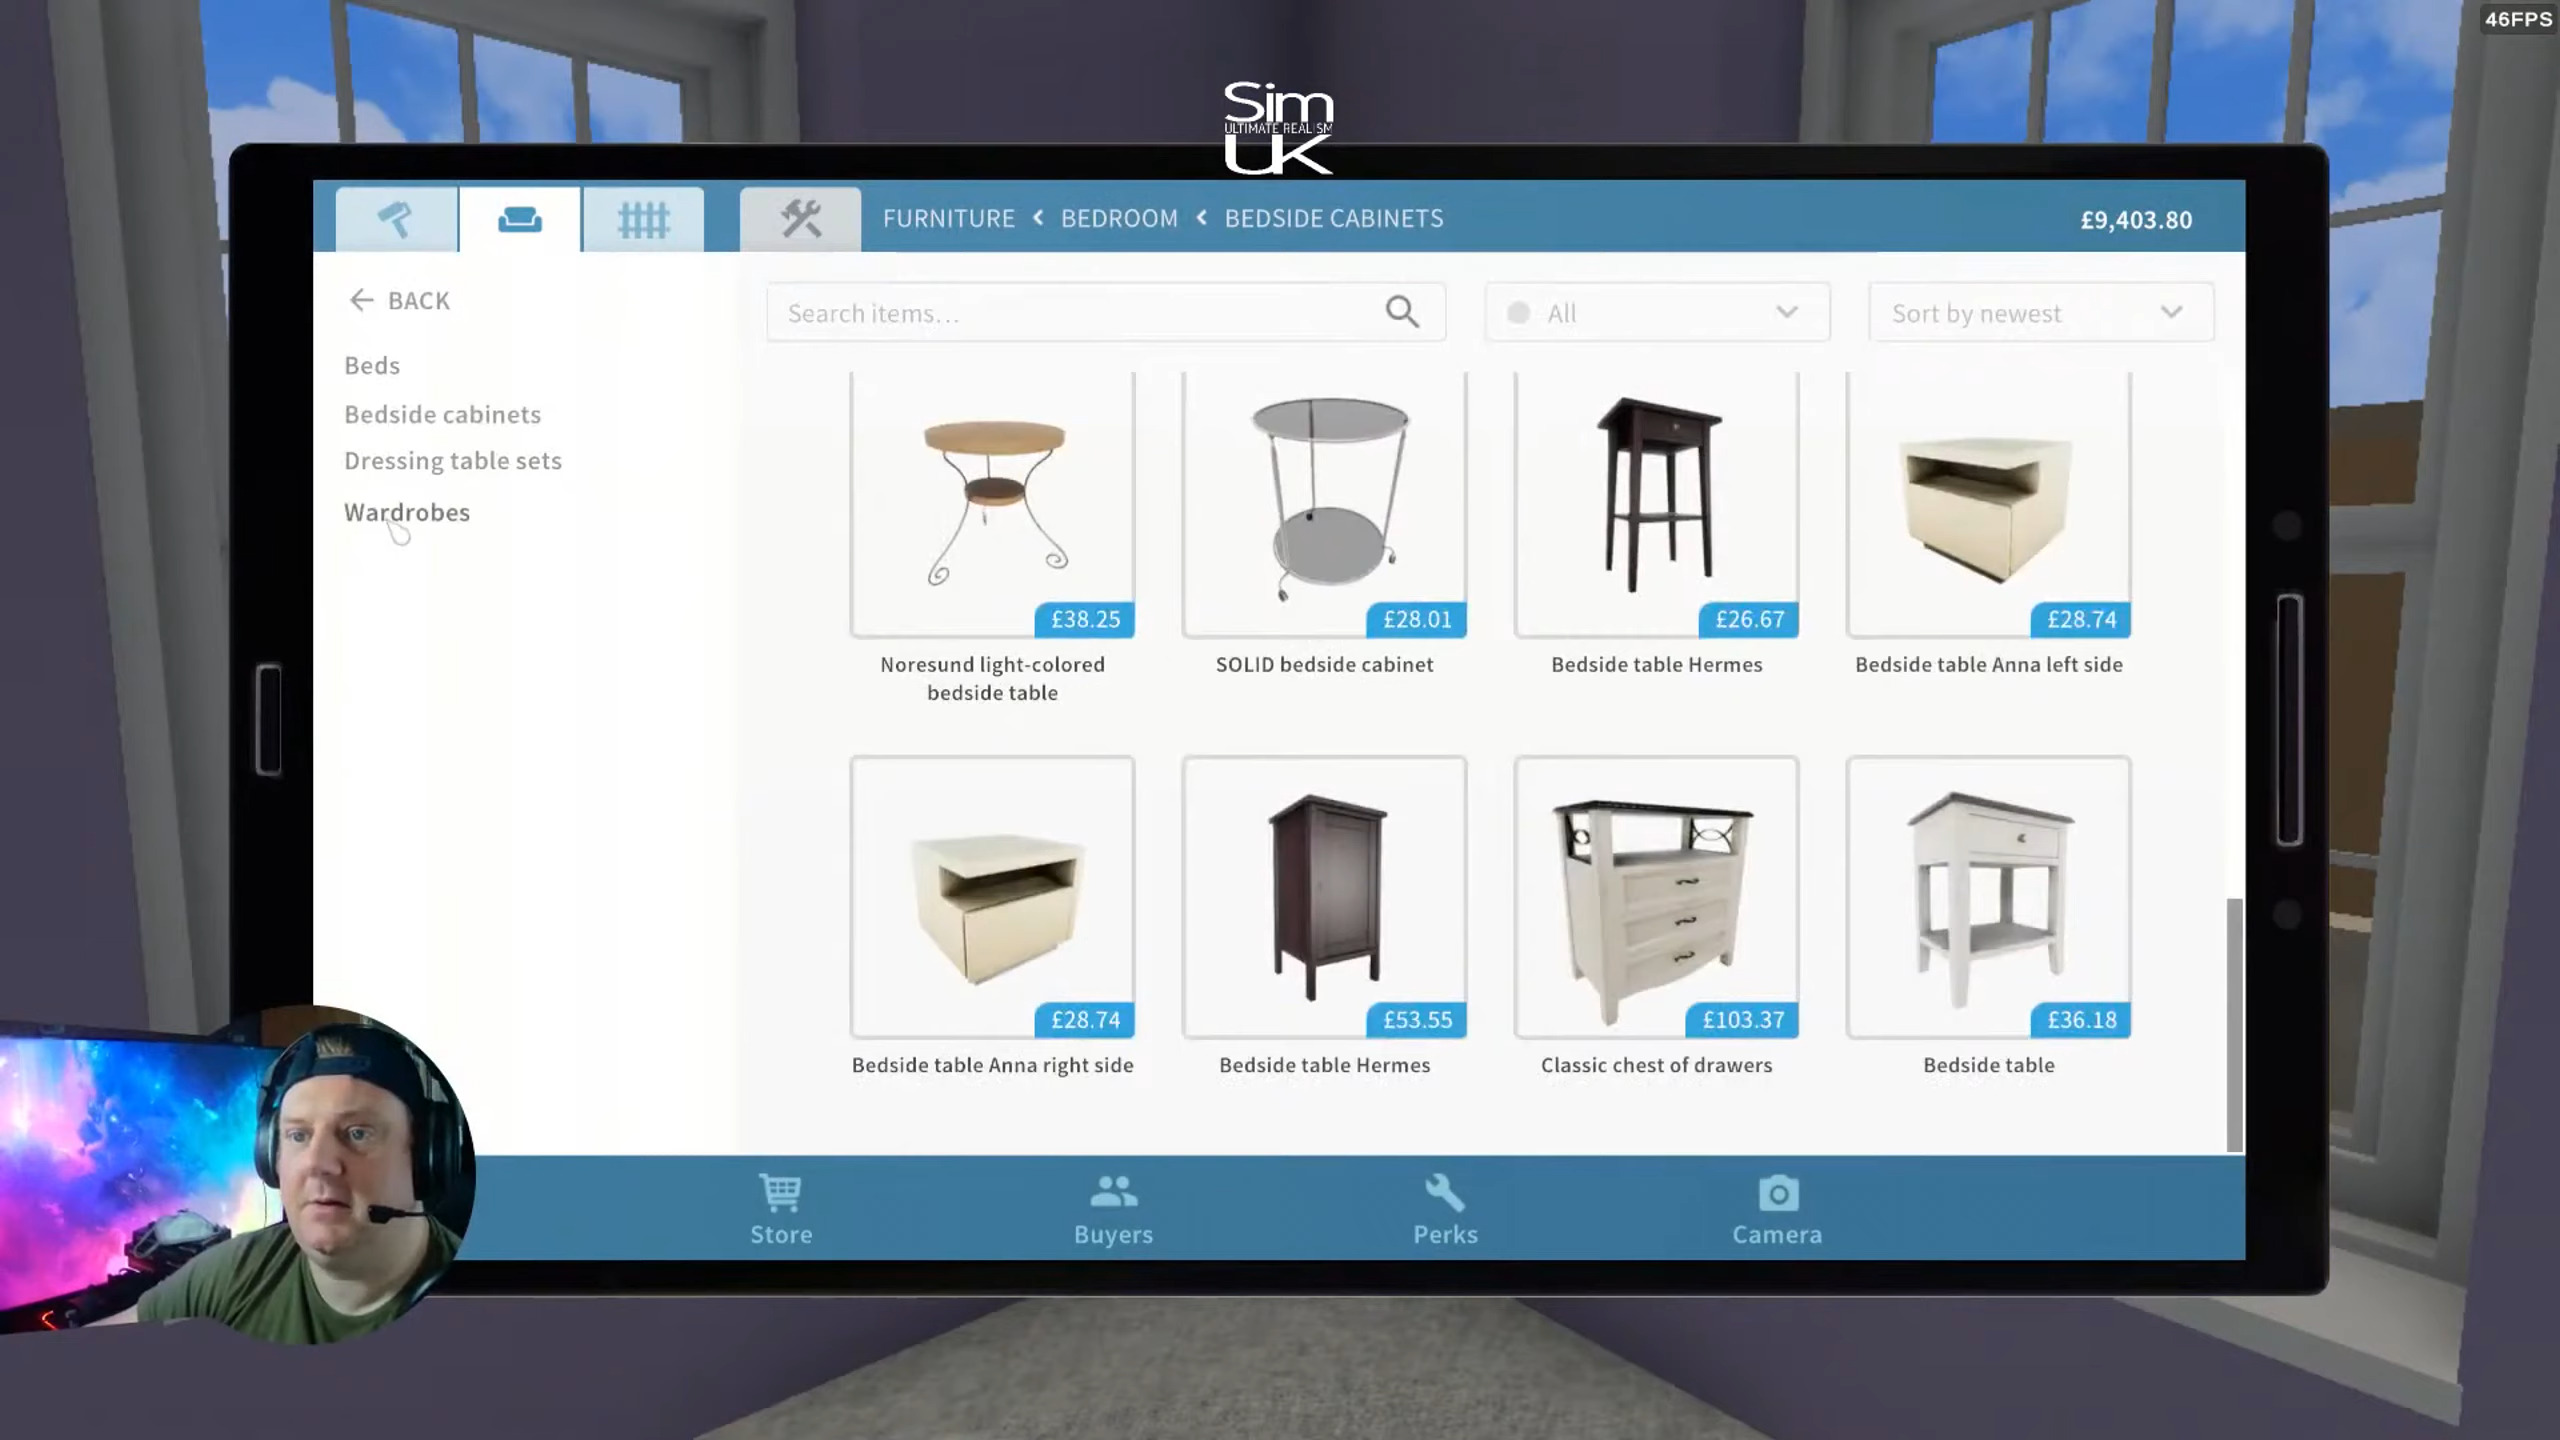 46FPS
Sim
ULTIMATE REALISM
UK
FURNITURE < BEDROOM < BEDSIDE CABINETS
£9,403.80
BACK
Search items...
All
Sort by newest
Beds
Bedside cabinets
Dressing table sets
Wardrobes
£38.25
£28.01
£26.67
£28.74
Noresund light-colored
bedside table
SOLID bedside cabinet
Bedside table Hermes
Bedside table Anna left side
£28.74
£53.55
£103.37
£36.18
Bedside table Anna right side
Bedside table Hermes
Classic chest of drawers
Bedside table
Store
Buyers
Perks
Camera